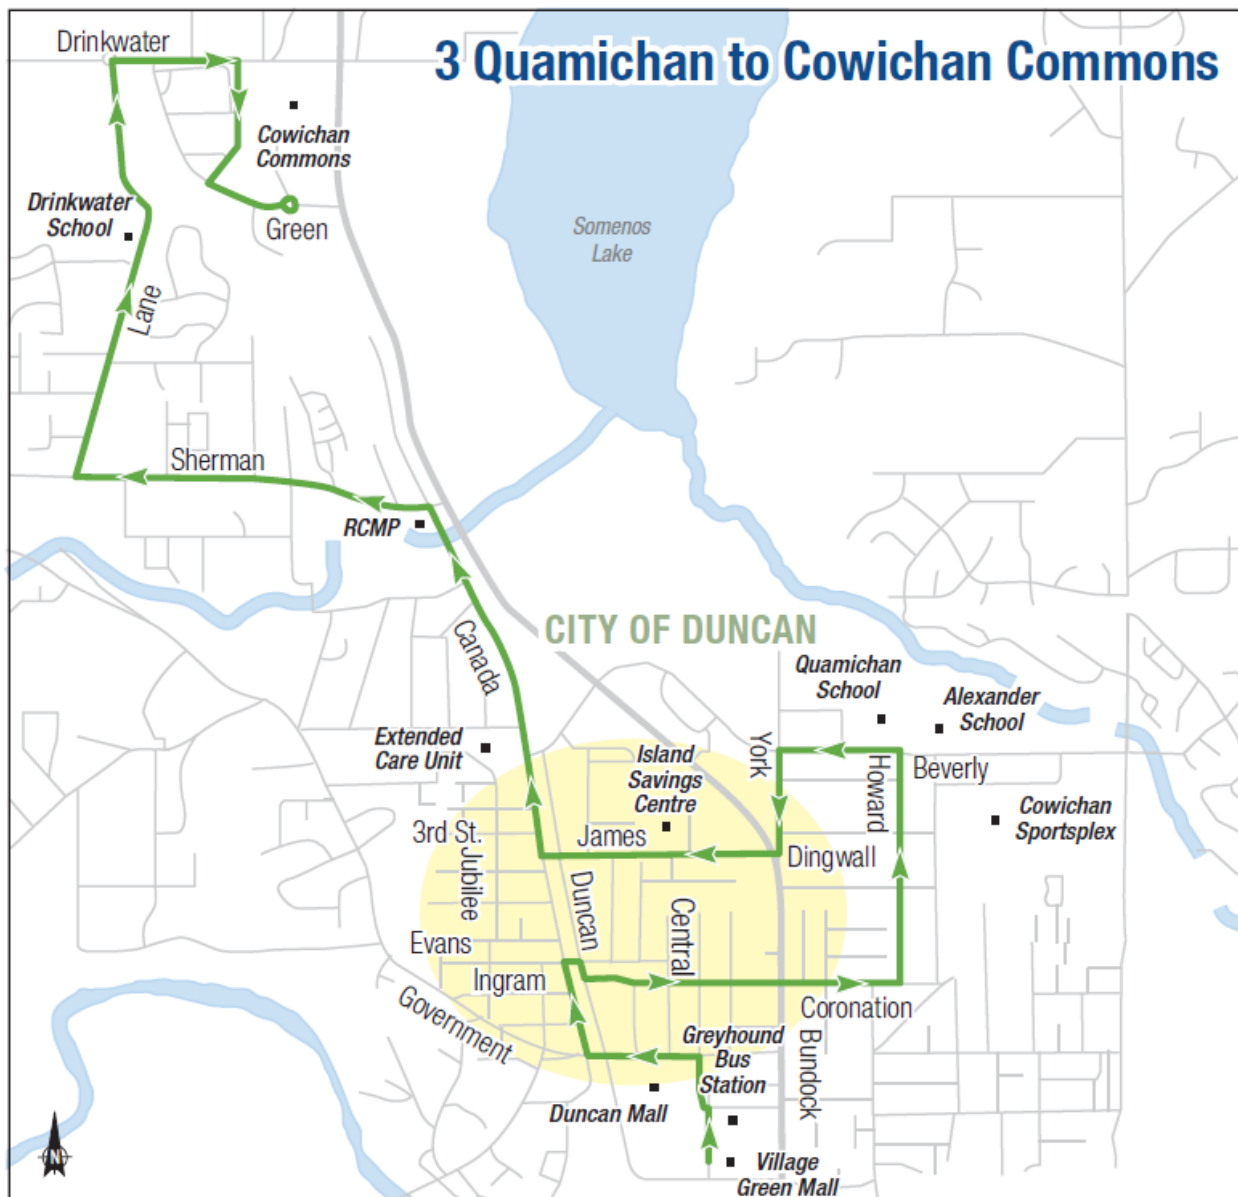 3 Quamichan to Cowichan Commons
Drinkwater
Cowichan
Commons
Drinkwater
School
Green
Somenos
Lake
Lane
Sherman
RCMP
CITY OF DUNCAN
Canada
Quamichan
School
Alexander
School
Extended
Care Unit
Island
Savings
Centre
York
Howard
Beverly
Cowichan
Sportsplex
3rd St.
James
Dingwall
Jubilee
Duncan
Central
Evans
Ingram
Coronation
Government
Greyhound
Bus
Station
Bundock
Duncan Mall
Village
Green Mall
N